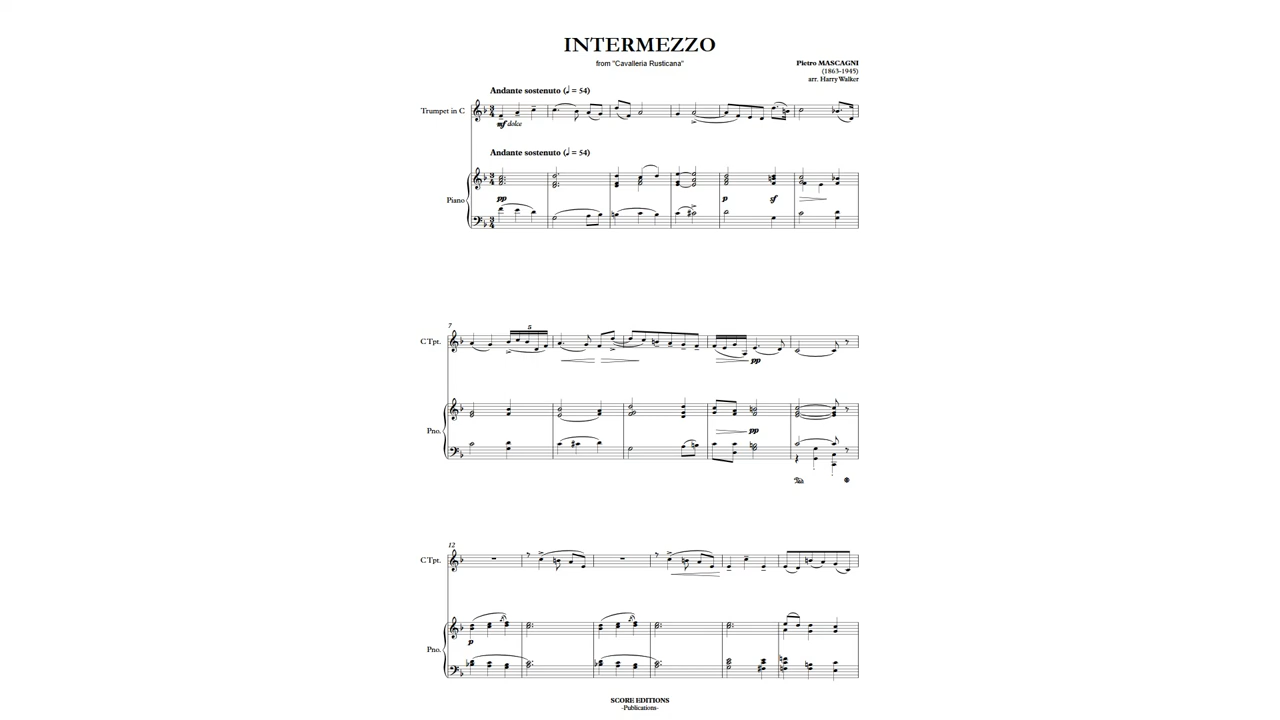 INTERMEZZO
from "Cavalleria Rusticana"
Pietro MASCAGNI
(1863-1945)
arr. Harry Walker
Andante sostenuto (♩ = 54)
Trumpet in C
mf dolce
Andante sostenuto (♩ = 54)
Piano
pp
p
sf
7
5
C Tpt.
pp
Pno.
pp
12
C Tpt.
p
Pno.
SCORE EDITIONS
-Publications-